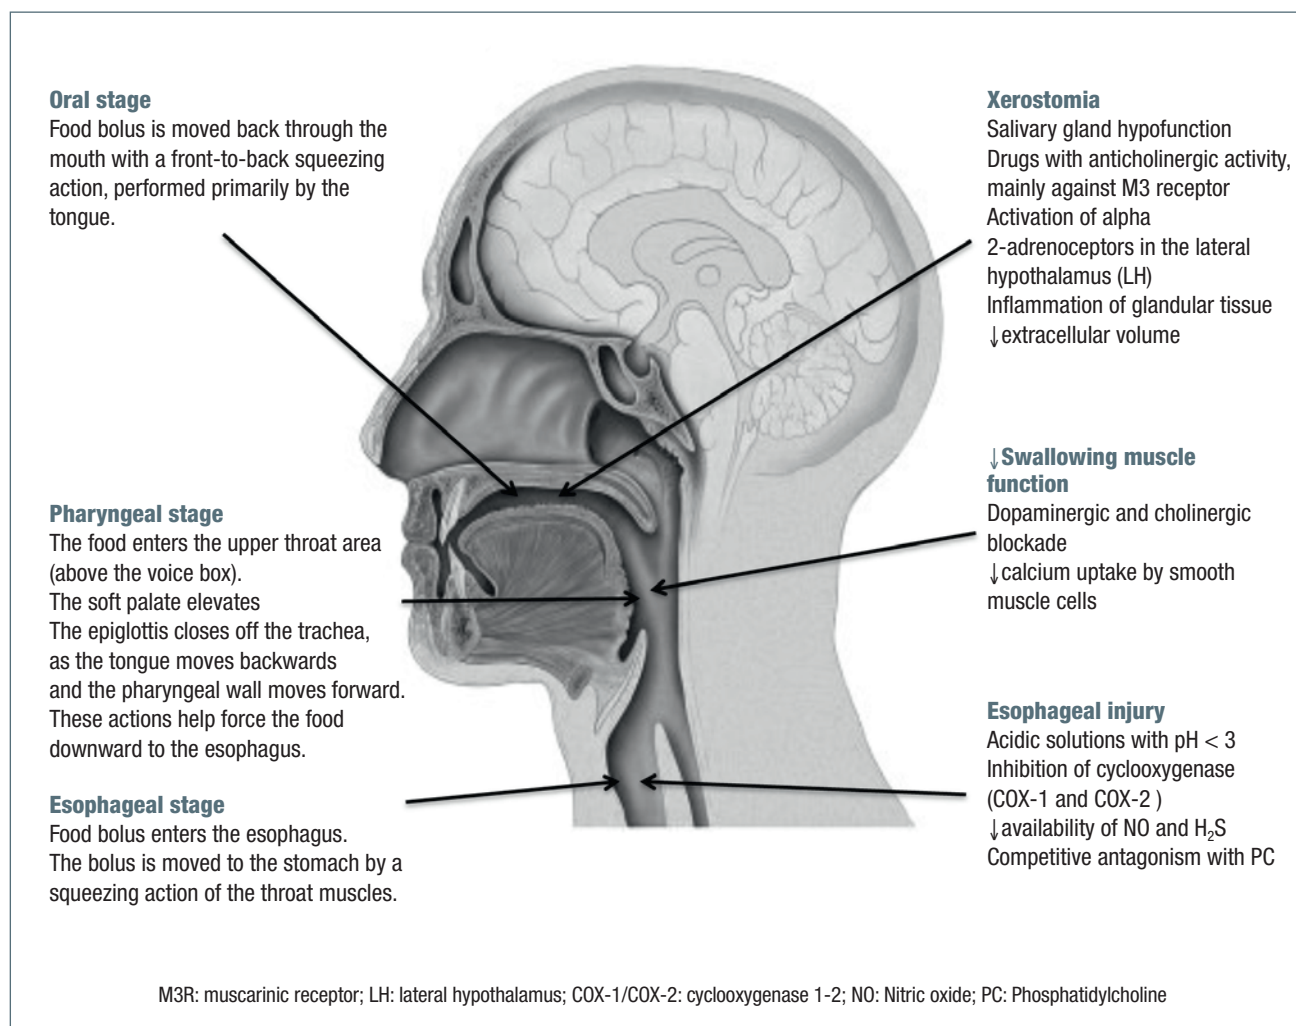 Oral stage
Food bolus is moved back through the
mouth with a front-to-back squeezing
action, performed primarily by the
tongue.
Pharyngeal stage
The food enters the upper throat area
(above the voice box).
The soft palate elevates
The epiglottis closes off the trachea,
as the tongue moves backwards
and the pharyngeal wall moves forward.
These actions help force the food
downward to the esophagus.
Esophageal stage
Food bolus enters the esophagus.
The bolus is moved to the stomach by a
squeezing action of the throat muscles.
Xerostomia
Salivary gland hypofunction
Drugs with anticholinergic activity,
mainly against M3 receptor
Activation of alpha
2-adrenoceptors in the lateral
hypothalamus (LH)
Inflammation of glandular tissue
↓extracellular volume
↓Swallowing muscle
function
Dopaminergic and cholinergic
blockade
↓calcium uptake by smooth
muscle cells
Esophageal injury
Acidic solutions with pH < 3
Inhibition of cyclooxygenase
(COX-1 and COX-2 )
↓availability of NO and H₂S
Competitive antagonism with PC
M3R: muscarinic receptor; LH: lateral hypothalamus; COX-1/COX-2: cyclooxygenase 1-2; NO: Nitric oxide; PC: Phosphatidylcholine